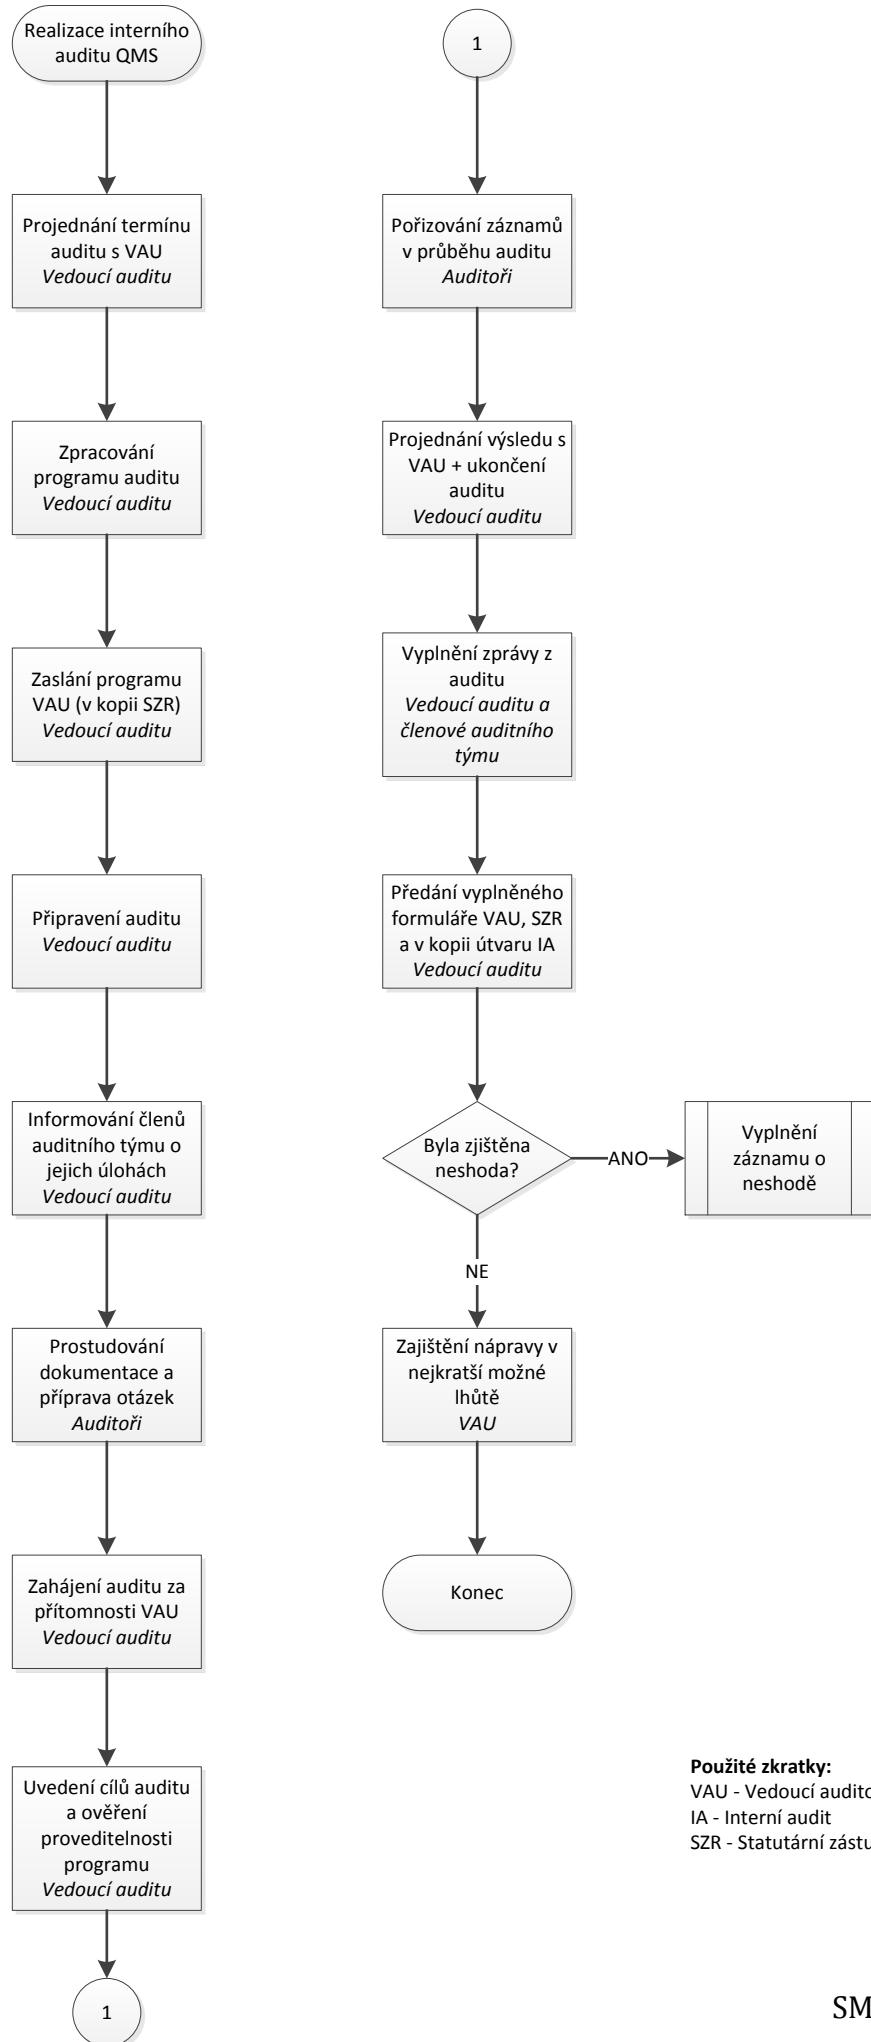 Realizace interního
auditu QMS
Projednání termínu
auditu s VAU
Vedoucí auditu
Zpracování
programu auditu
Vedoucí auditu
Zaslání programu
VAU (v kopii SZR)
Vedoucí auditu
Připravení auditu
Vedoucí auditu
Informování členů
auditního týmu o
jejich úlohách
Vedoucí auditu
Prostudování
dokumentace a
příprava otázek
Auditoři
Zahájení auditu za
přítomnosti VAU
Vedoucí auditu
Uvedení cílů auditu
a ověření
proveditelnosti
programu
Vedoucí auditu
1
1
Pořizování záznamů
v průběhu auditu
Auditoři
Projednání výsledu s
VAU + ukončení
auditu
Vedoucí auditu
Vyplnění zprávy z
auditu
Vedoucí auditu a
členové auditního
týmu
Předání vyplněného
formuláře VAU, SZR
a v kopii útvaru IA
Vedoucí auditu
Byla zjištěna
neshoda?
ANO
Vyplnění
záznamu o
neshodě
NE
Zajištění nápravy v
nejkratší možné
lhůtě
VAU
Konec
Použité zkratky:
VAU - Vedoucí
IA - Interní audit
SZR - Statutární
SM